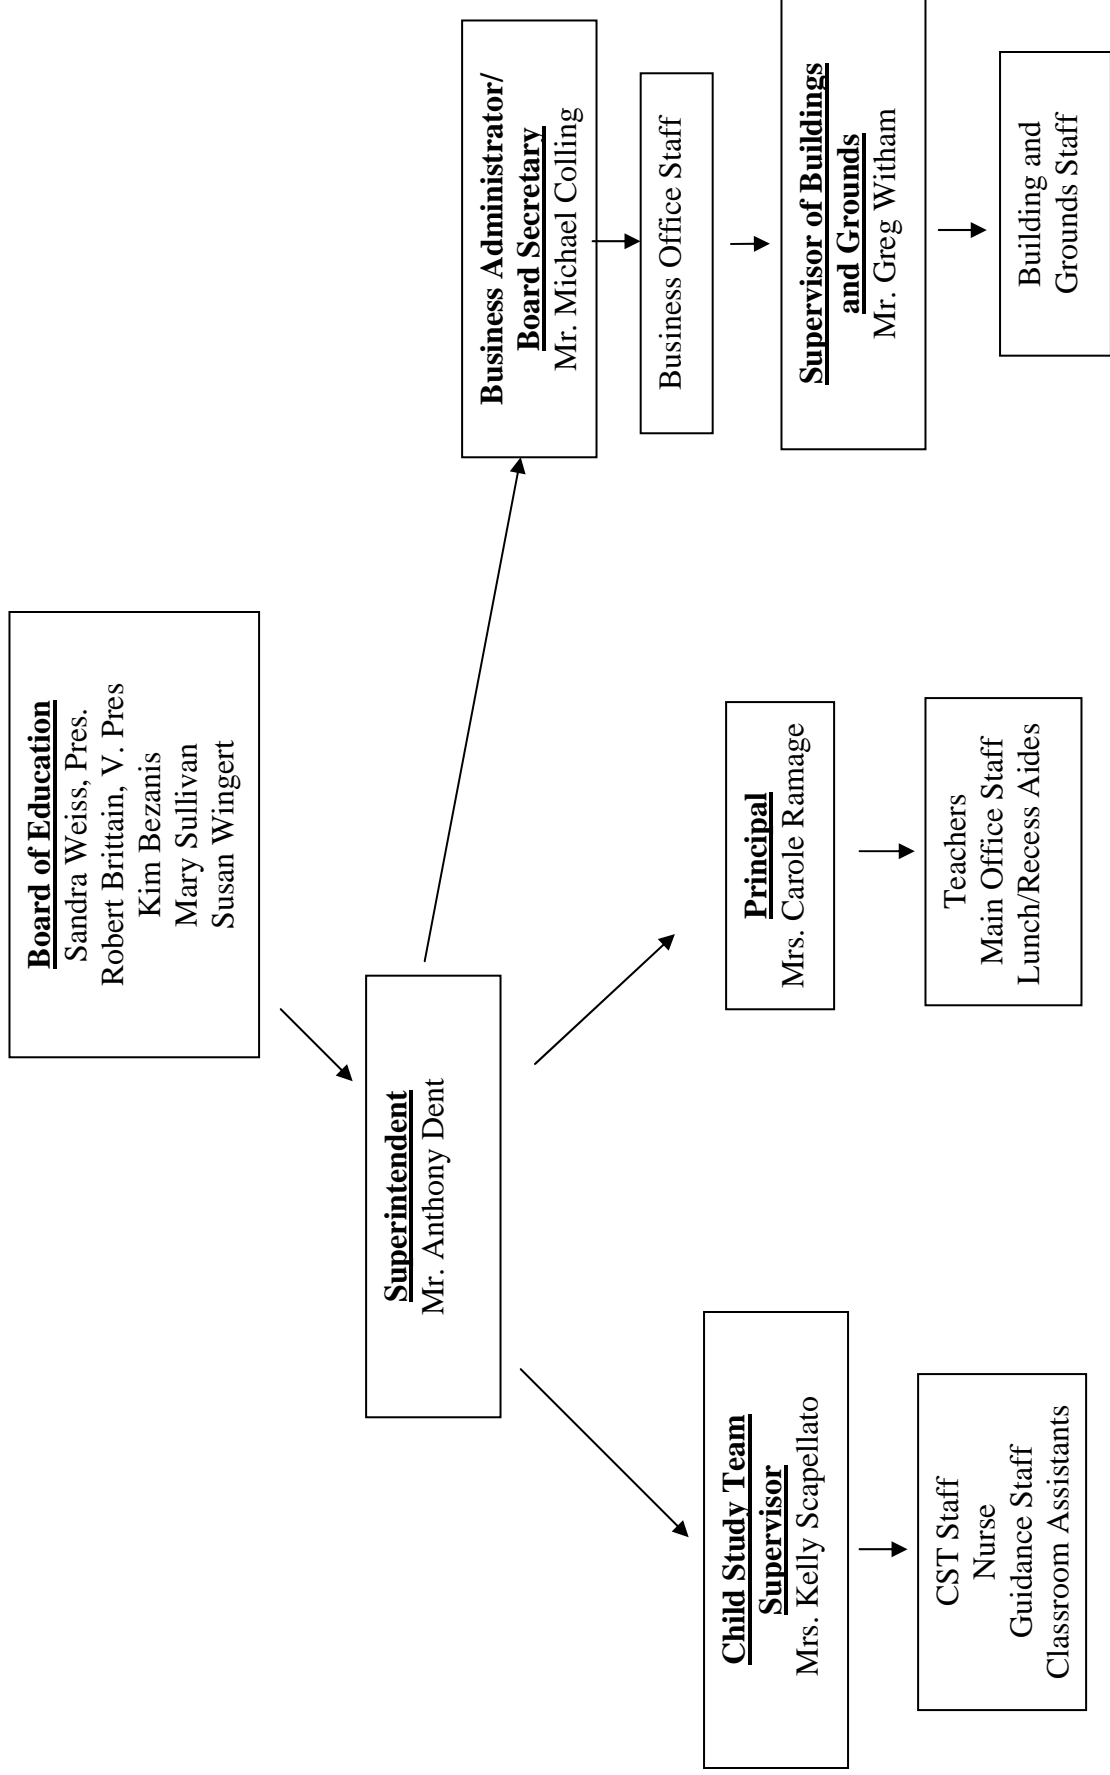 Board of Education
Sandra Weiss, Pres.
Robert Brittain, V. Pres
Kim Bezanis
Mary Sullivan
Susan Wingert
Superintendent
Mr. Anthony Dent
Child Study Team
Supervisor
Mrs. Kelly Scapellato
CST Staff
Nurse
Guidance Staff
Classroom Assistants
Principal
Mrs. Carole Ramage
Teachers
Main Office Staff
Lunch/Recess Aides
Business Administrator/
Board Secretary
Mr. Michael Colling
Business Office Staff
Supervisor of Buildings
and Grounds
Mr. Greg Witham
Building and
Grounds Staff